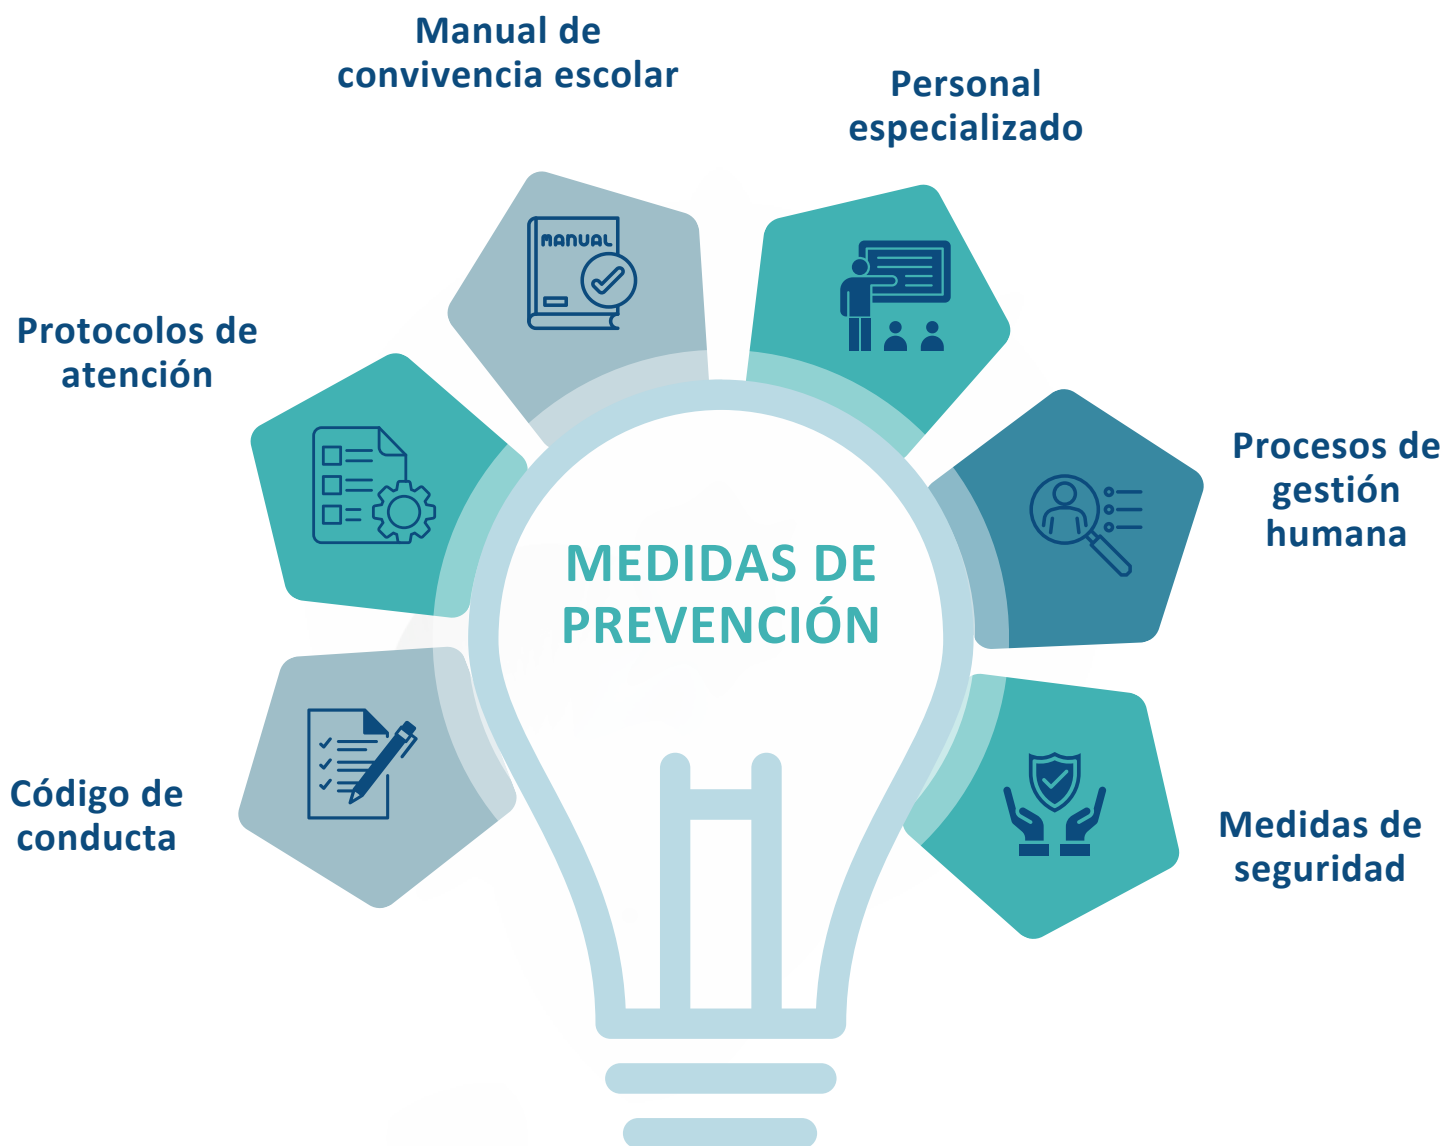 Manual de
convivencia escolar
Personal
especializado
MANUAL
Protocolos de
atención
Procesos de
gestión
humana
MEDIDAS DE
PREVENCIÓN
Código de
conducta
Medidas de
seguridad